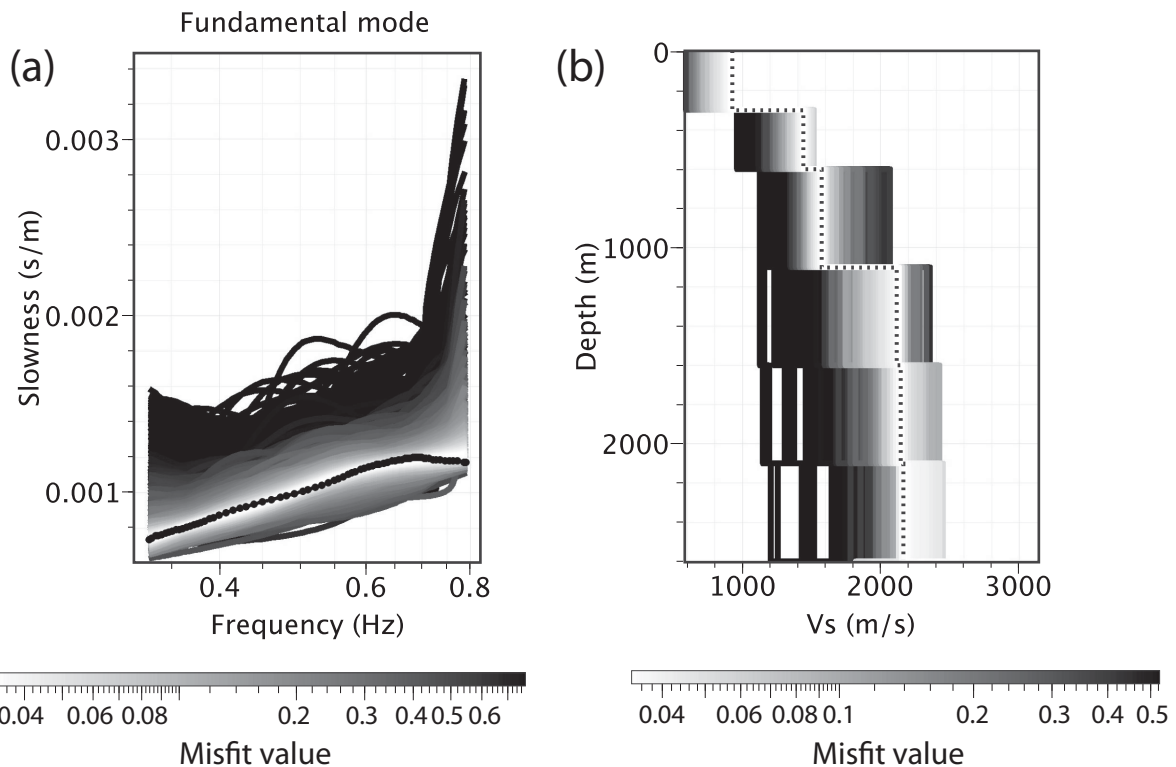 Fundamental mode
(a)
(b)
0.003
0.002
0.001
Slowness (s/m)
0.4 0.6 0.8
Frequency (Hz)
0
1000
2000
Depth (m)
1000 2000 3000
Vs (m/s)
0.04 0.06 0.08 0.2 0.3 0.4 0.5 0.6
Misfit value
0.04 0.06 0.08 0.1 0.2 0.3 0.4 0.5
Misfit value